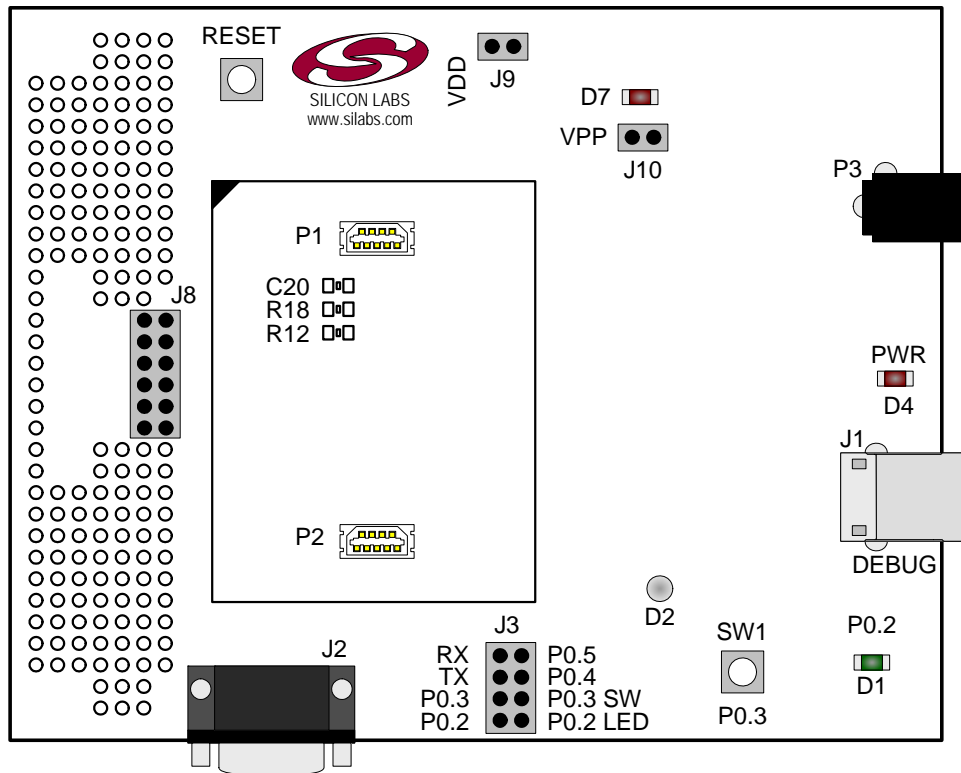 RESET
SILICON LABS
www.silabs.com
VDD
J9
D7
VPP
J10
P3
P1
C20
R18
R12
J8
PWR
D4
J1
P2
DEBUG
D2
J3
SW1
P0.2
J2
RX P0.5
TX P0.4
P0.3 P0.3 SW
P0.2 P0.2 LED
D1
P0.3